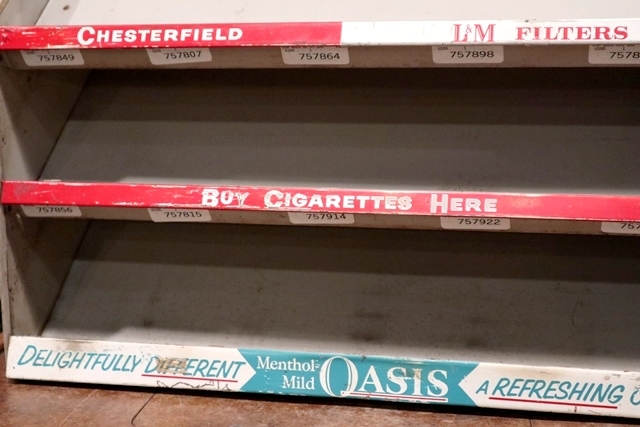 CHESTERFIELD L&M FILTERS
757849 757807 757864 757898
BUY CIGARETTES HERE
757856 757815 757914 757922
DELIGHTFULLY DIFFERENT Menthol-Mild OASIS A REFRESHING